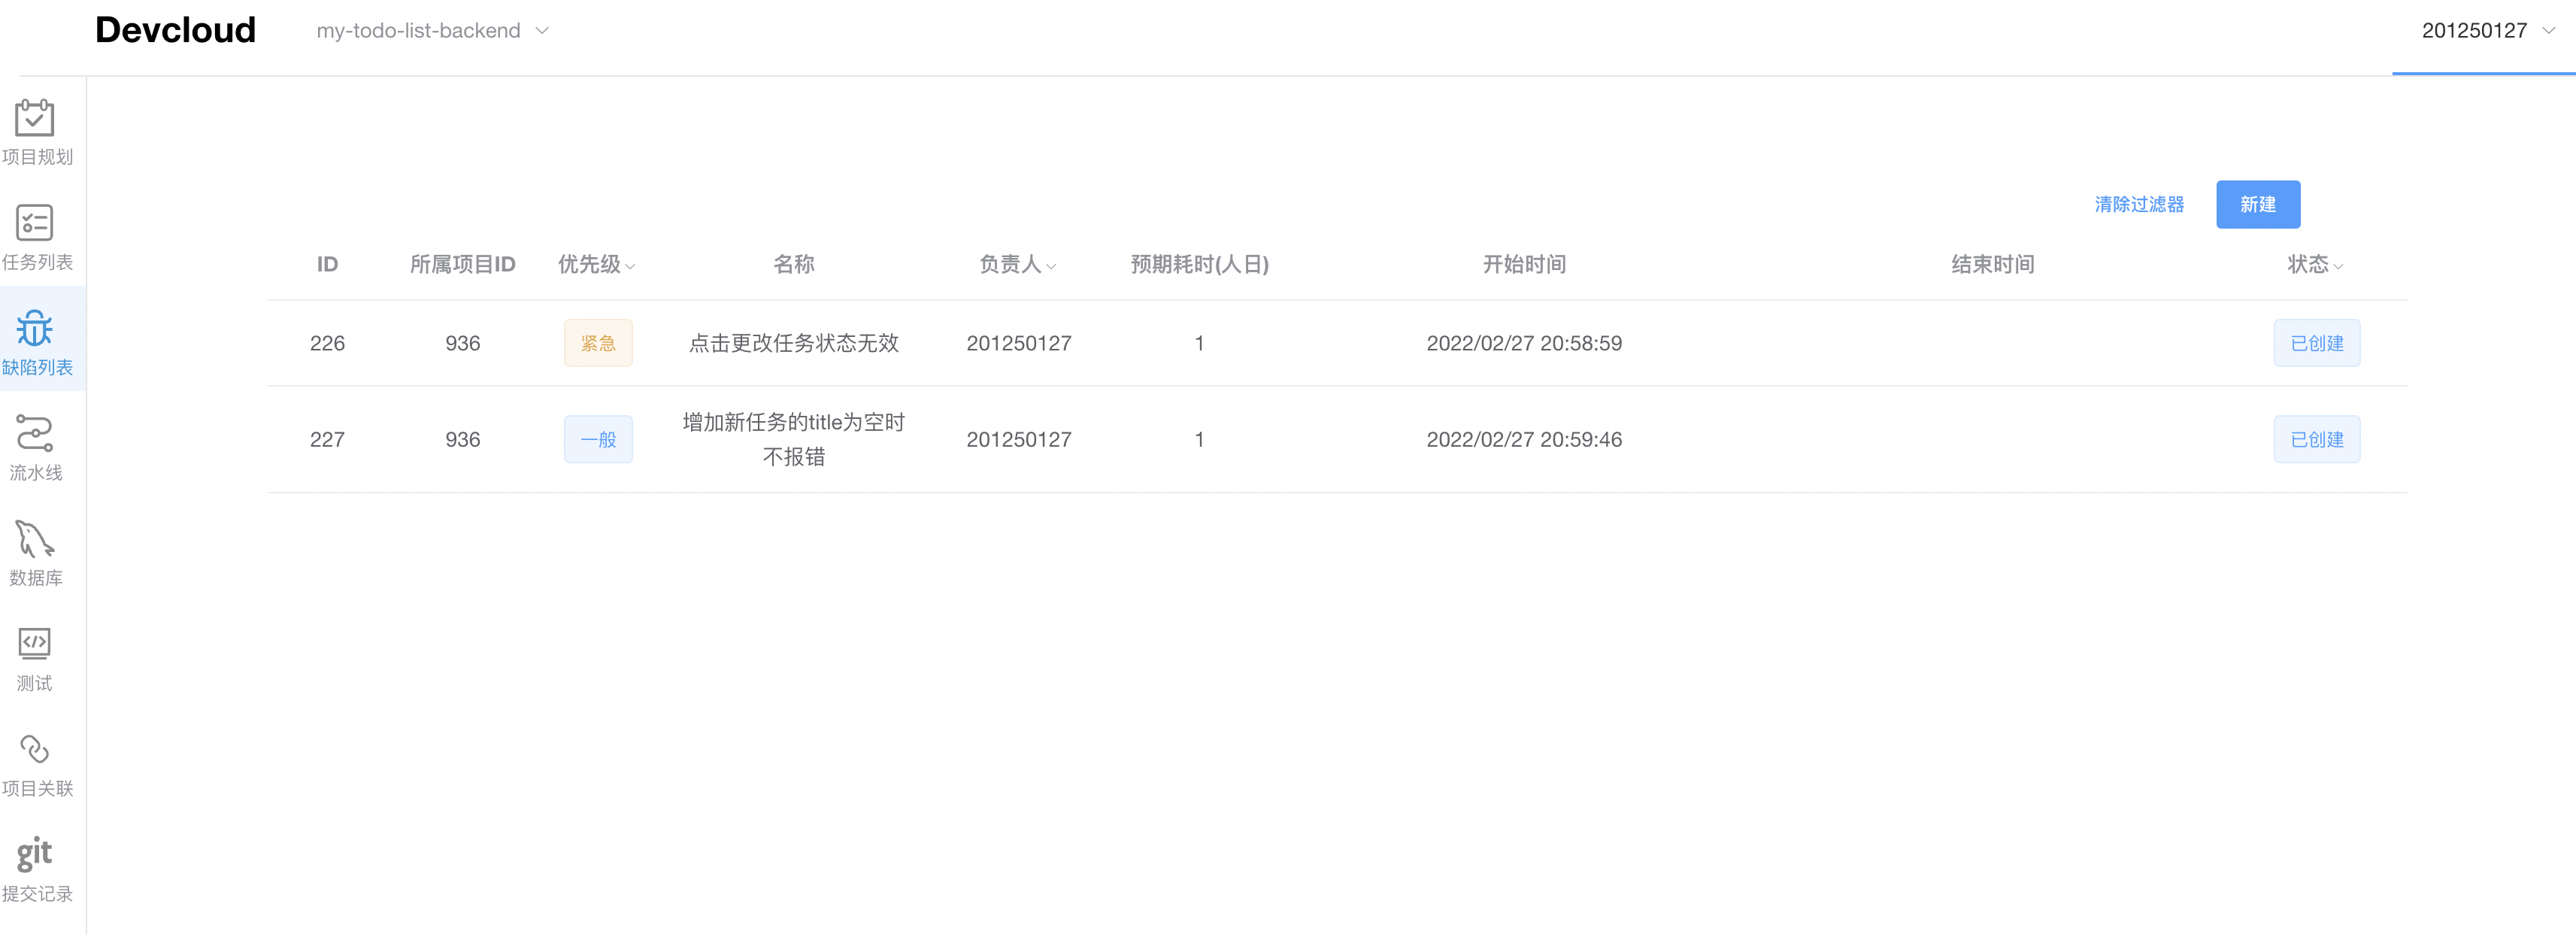 Devcloud
my-todo-list-backend
201250127
项目规划
任务列表
缺陷列表
流水线
数据库
测试
项目关联
git
提交记录
清除过滤器
新建
ID 所属项目ID 优先级 名称 负责人 预期耗时(人日) 开始时间 结束时间 状态
226 936 紧急 点击更改任务状态无效 201250127 1 2022/02/27 20:58:59 已创建
227 936 一般 增加新任务的title为空时 201250127 1 2022/02/27 20:59:46 已创建
不报错